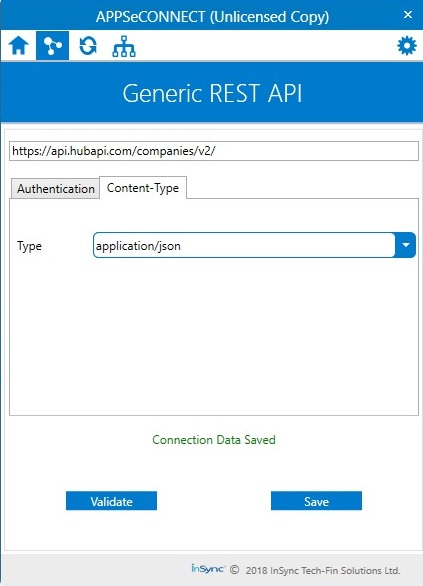 APPSeCONNECT (Unlicensed Copy)
Generic REST API
https://api.hubapi.com/companies/v2/
Authentication Content-Type
Type application/json
Connection Data Saved
Validate Save
InSync © 2018 InSync Tech-Fin Solutions Ltd.